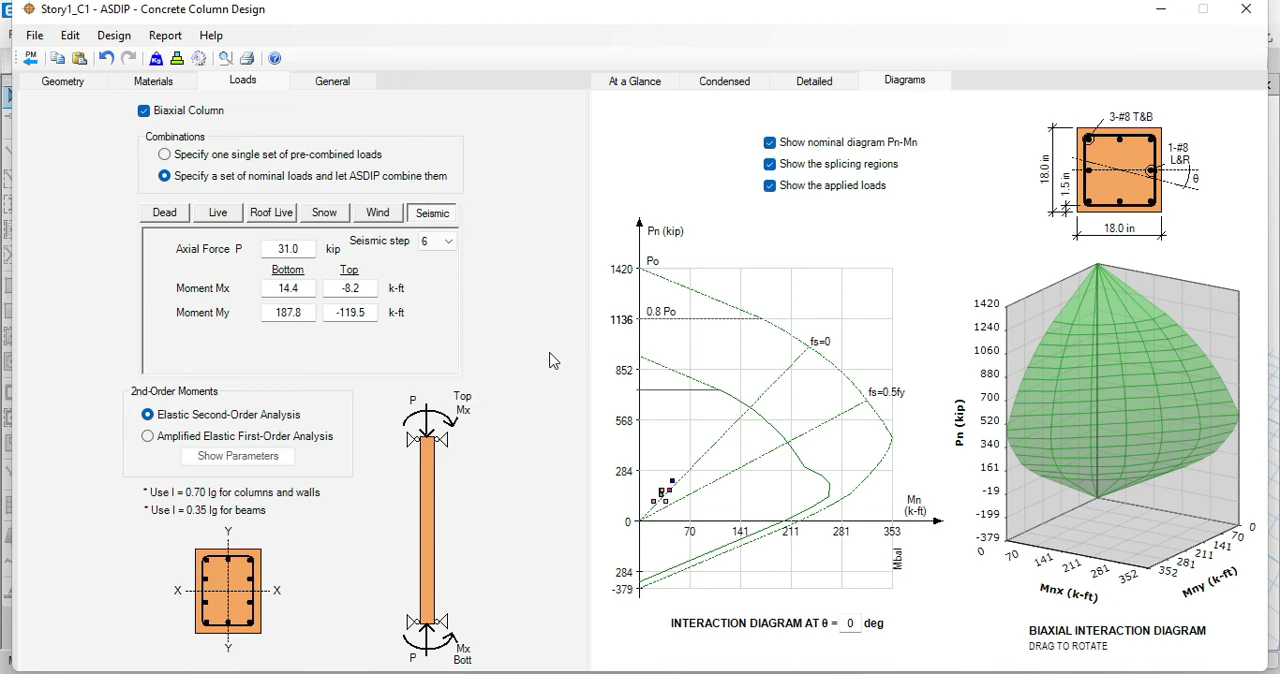 Story1_C1 - ASDIP - Concrete Column Design
File Edit Design Report Help
PM
Kg
Geometry Materials Loads General
At a Glance Condensed Detailed Diagrams
Biaxial Column
Combinations
Specify one single set of pre-combined loads
Specify a set of nominal loads and let ASDIP combine them
Dead Live Roof Live Snow Wind Seismic
Axial Force P 31.0 kip Seismic step 6
Bottom Top
Moment Mx 14.4 -8.2 k-ft
Moment My 187.8 -119.5 k-ft
2nd-Order Moments
Elastic Second-Order Analysis
Amplified Elastic First-Order Analysis
Show Parameters
* Use I = 0.70 Ig for columns and walls
* Use I = 0.35 Ig for beams
Y
X X
Y
P Top
Mx
P Mx
Bott
Show nominal diagram Pn-Mn
Show the splicing regions
Show the applied loads
Pn (kip)
Po
1420
0.8 Po
1136
fs=0
852
fs=0.5fy
568
284
Mn
(k-ft)
0
70 141 211 281 353
Mbal
284
-379
INTERACTION DIAGRAM AT θ = 0 deg
3-#8 T&B
1-#8
L&R
18.0 in
1.5 in
θ
18.0 in
1420
1240
1060
880
700
520
340
161
-19
-199
-379
Pn (kip)
0 70 141 211 281 352
Mnx (k-ft)
352 281 211 141 70 0
Mny (k-ft)
BIAXIAL INTERACTION DIAGRAM
DRAG TO ROTATE